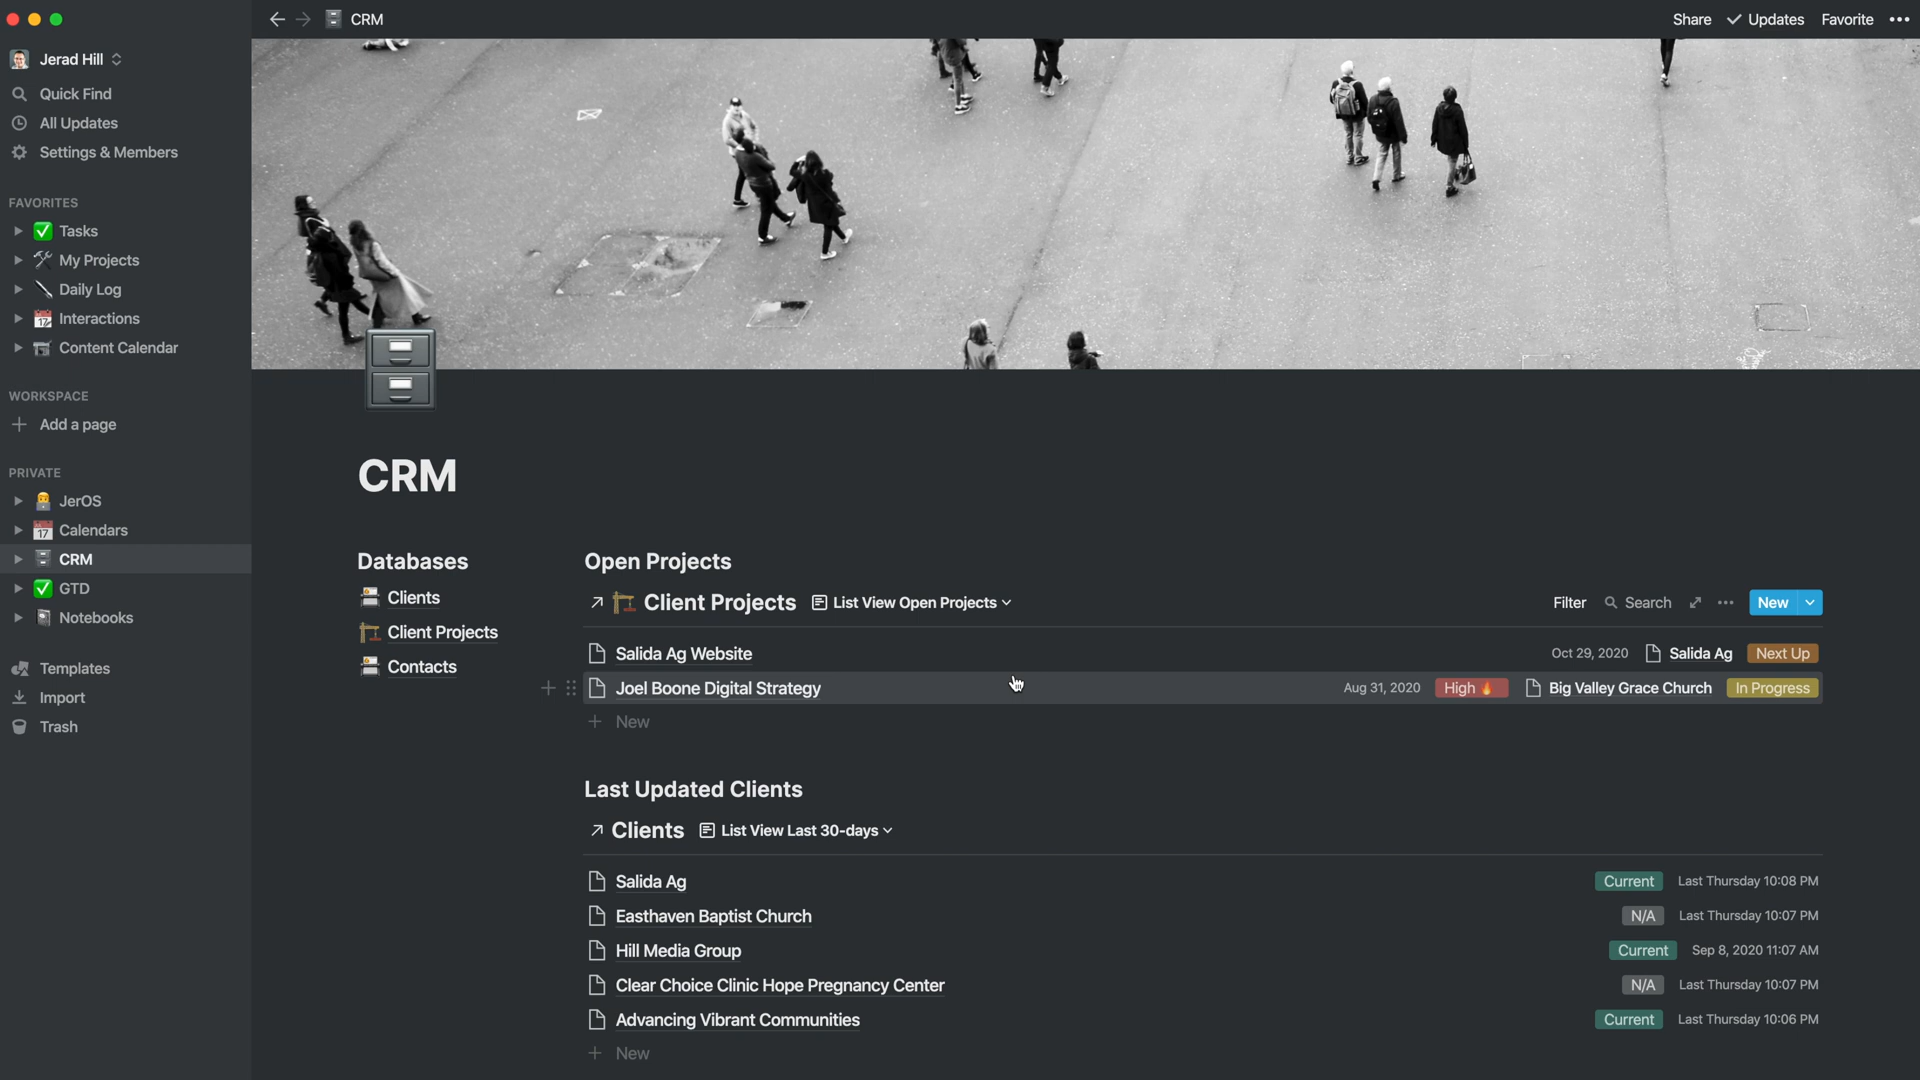 CRM
Share
Updates
Favorite
Jerad Hill
Quick Find
All Updates
Settings & Members
FAVORITES
Tasks
My Projects
Daily Log
Interactions
Content Calendar
WORKSPACE
Add a page
PRIVATE
JerOS
17 Calendars
CRM
GTD
Notebooks
Templates
Import
Trash
CRM
Databases
Clients
Client Projects
Contacts
Open Projects
Client Projects List View Open Projects
Filter Search New
Salida Ag Website Oct 29, 2020 Salida Ag Next Up
Joel Boone Digital Strategy Aug 31, 2020 High Big Valley Grace Church In Progress
New
Last Updated Clients
Clients List View Last 30-days
Salida Ag Current Last Thursday 10:08 PM
Easthaven Baptist Church N/A Last Thursday 10:07 PM
Hill Media Group Current Sep 8, 2020 11:07 AM
Clear Choice Clinic Hope Pregnancy Center N/A Last Thursday 10:07 PM
Advancing Vibrant Communities Current Last Thursday 10:06 PM
New